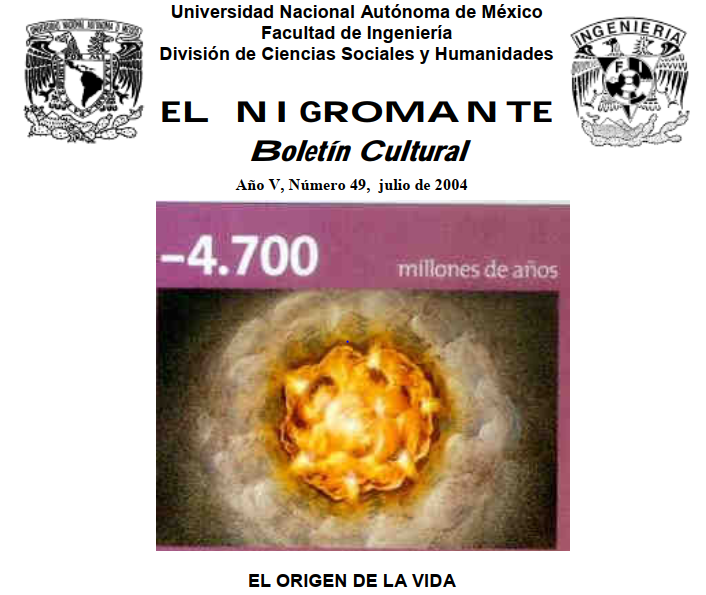 Universidad Nacional Autónoma de México
Facultad de Ingeniería
División de Ciencias Sociales y Humanidades
EL NIGROMANTE
Boletín Cultural
Año V, Número 49, julio de 2004
INGENIERIA
F I
–4.700
millones de años
EL ORIGEN DE LA VIDA